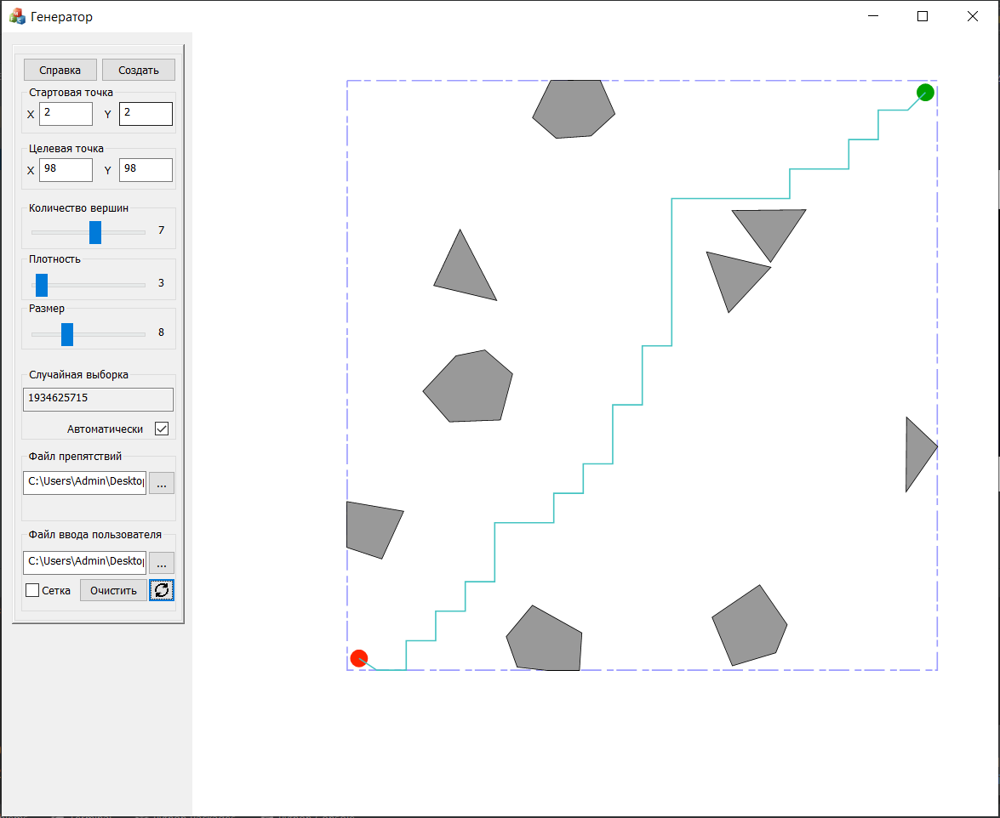 Генератор
Справка Создать
Стартовая точка
X 2 Y 2
Целевая точка
X 98 Y 98
Количество вершин
7
Плотность
3
Размер
8
Случайная выборка
1934625715
Автоматически
Файл препятствий
C:\Users\Admin\Desktop ...
Файл ввода пользователя
C:\Users\Admin\Desktop ...
Сетка Очистить